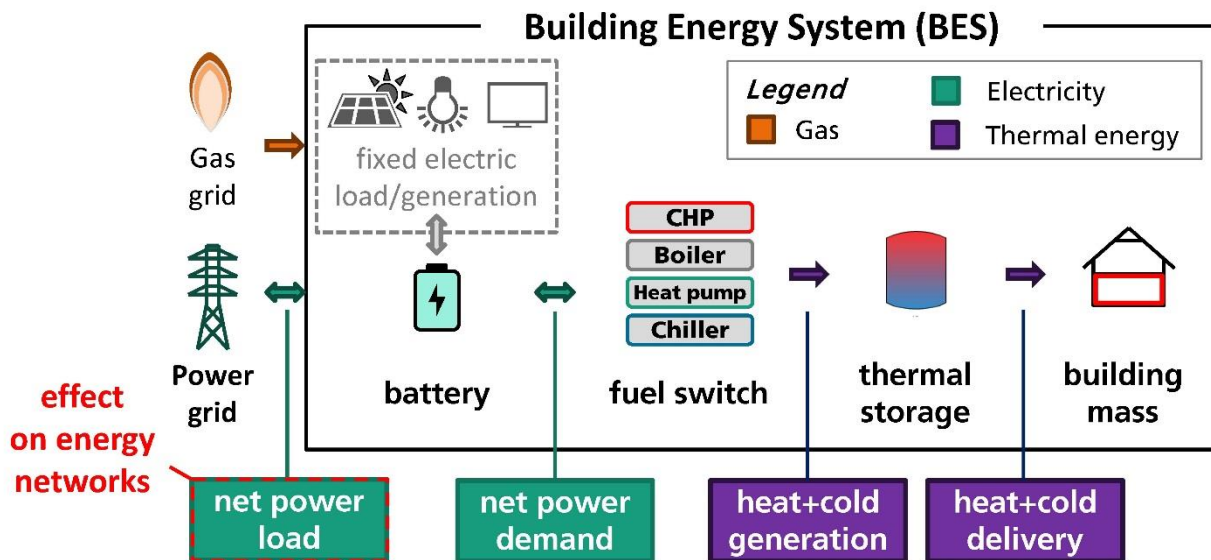 Building Energy System (BES)
Legend
Gas
Electricity
Thermal energy
Gas
grid
fixed electric
load/generation
CHP
Boiler
Heat pump
Chiller
Power
grid
battery
fuel switch
thermal
storage
building
mass
effect
on energy
networks
net power
load
net power
demand
heat+cold
generation
heat+cold
delivery